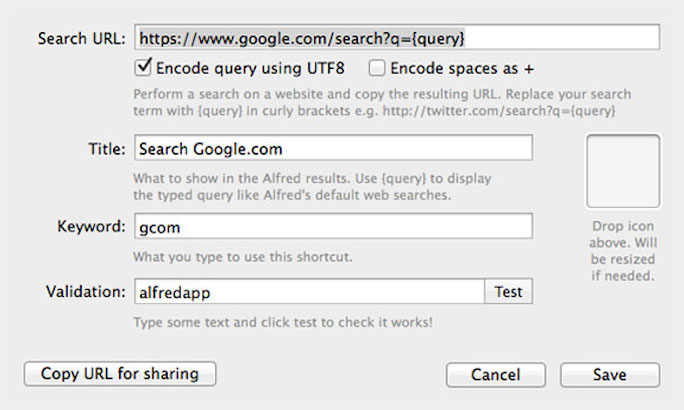 Search URL: https://www.google.com/search?q={query}
Encode query using UTF8 Encode spaces as +
Perform a search on a website and copy the resulting URL. Replace your search
term with {query} in curly brackets e.g. http://twitter.com/search?q={query}
Title: Search Google.com
What to show in the Alfred results. Use {query} to display
the typed query like Alfred's default web searches.
Keyword: gcom
What you type to use this shortcut.
Validation: alfredapp Test
Type some text and click test to check it works!
Drop icon
above. Will
be resized
if needed.
Copy URL for sharing Cancel Save